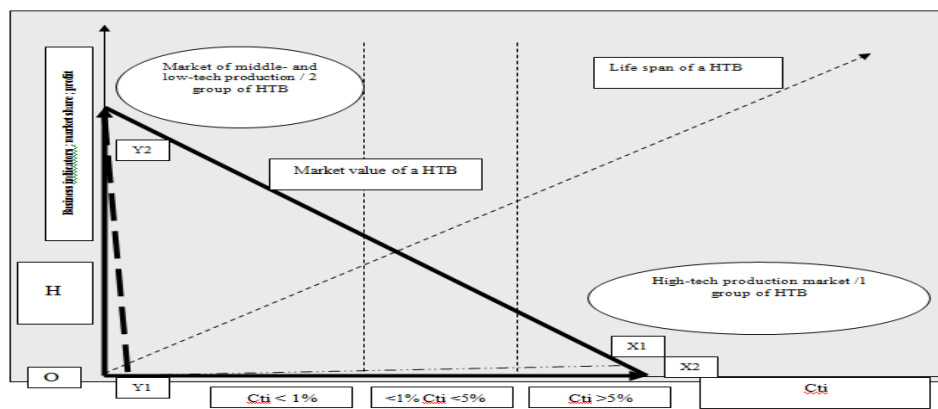 Market of middle- and
low-tech production / 2
group of HTB
Life span of a HTB
Business indicators ; market share ; profit
Y2
Market value of a HTB
H
High-tech production market /1
group of HTB
X1
X2
O
Y1
Cti < 1%
<1% Cti <5%
Cti >5%
Cti